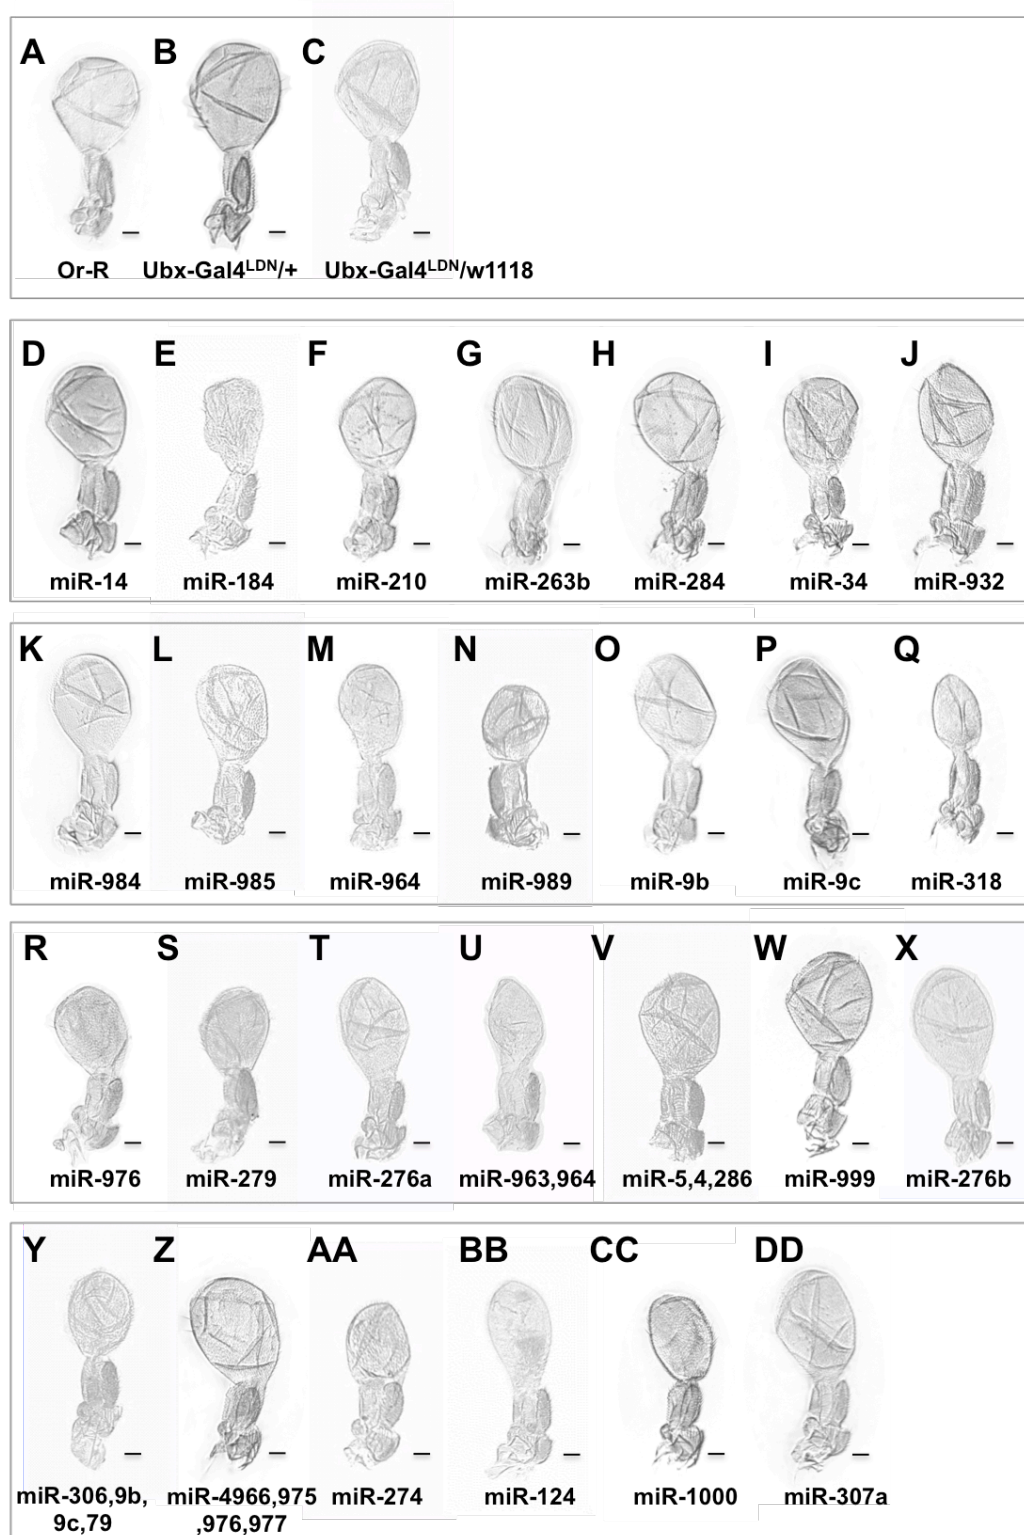 A B C
Or-R Ubx-Gal4LDN/+ Ubx-Gal4LDN/w1118
D E F G H I J
miR-14 miR-184 miR-210 miR-263b miR-284 miR-34 miR-932
K L M N O P Q
miR-984 miR-985 miR-964 miR-989 miR-9b miR-9c miR-318
R S T U V W X
miR-976 miR-279 miR-276a miR-963,964 miR-5,4,286 miR-999 miR-276b
Y Z AA BB CC DD
miR-306,9b, miR-4966,975 miR-274 miR-124 miR-1000 miR-307a
9c,79 ,976,977